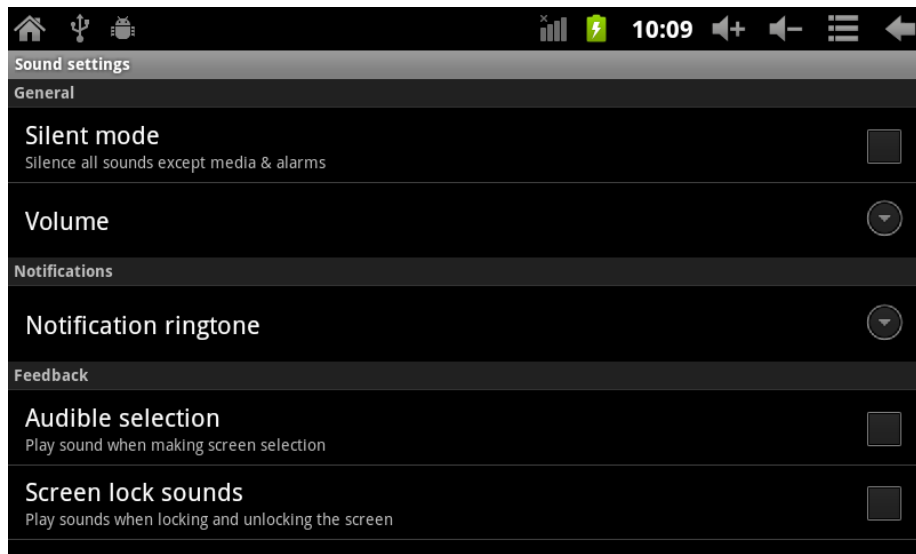 10:09
Sound settings
General
Silent mode
Silence all sounds except media & alarms
Volume
Notifications
Notification ringtone
Feedback
Audible selection
Play sound when making screen selection
Screen lock sounds
Play sounds when locking and unlocking the screen